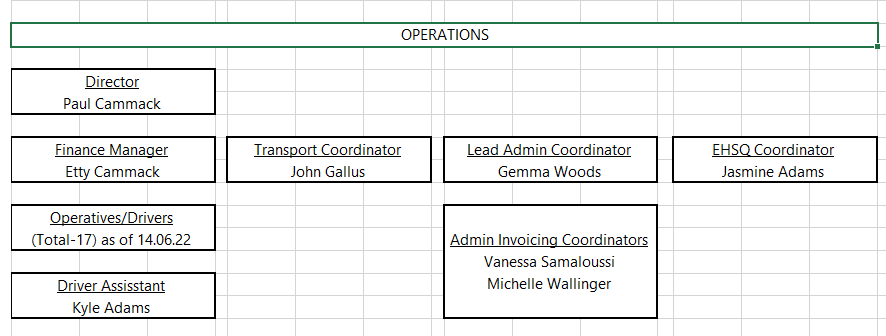 OPERATIONS
Director
Paul Cammack
Finance Manager
Etty Cammack
Transport Coordinator
John Gallus
Lead Admin Coordinator
Gemma Woods
EHSQ Coordinator
Jasmine Adams
Operatives/Drivers
(Total-17) as of 14.06.22
Admin Invoicing Coordinators
Vanessa Samaloussi
Michelle Wallinger
Driver Assisstant
Kyle Adams